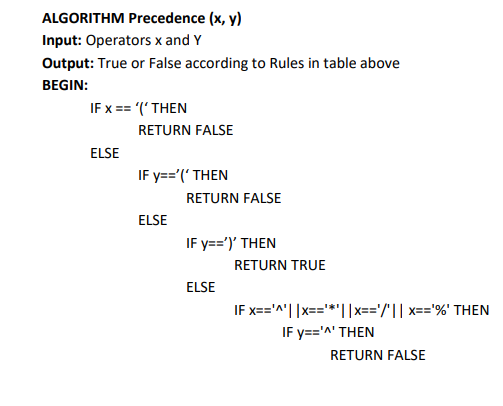 ALGORITHM Precedence (x, y)
Input: Operators x and Y
Output: True or False according to Rules in table above
BEGIN:
IF x == ‘(‘ THEN
RETURN FALSE
ELSE
IF y==’(‘ THEN
RETURN FALSE
ELSE
IF y==’)’ THEN
RETURN TRUE
ELSE
IF x=='^'||x=='*'||x=='/'|| x=='%' THEN
IF y=='^' THEN
RETURN FALSE